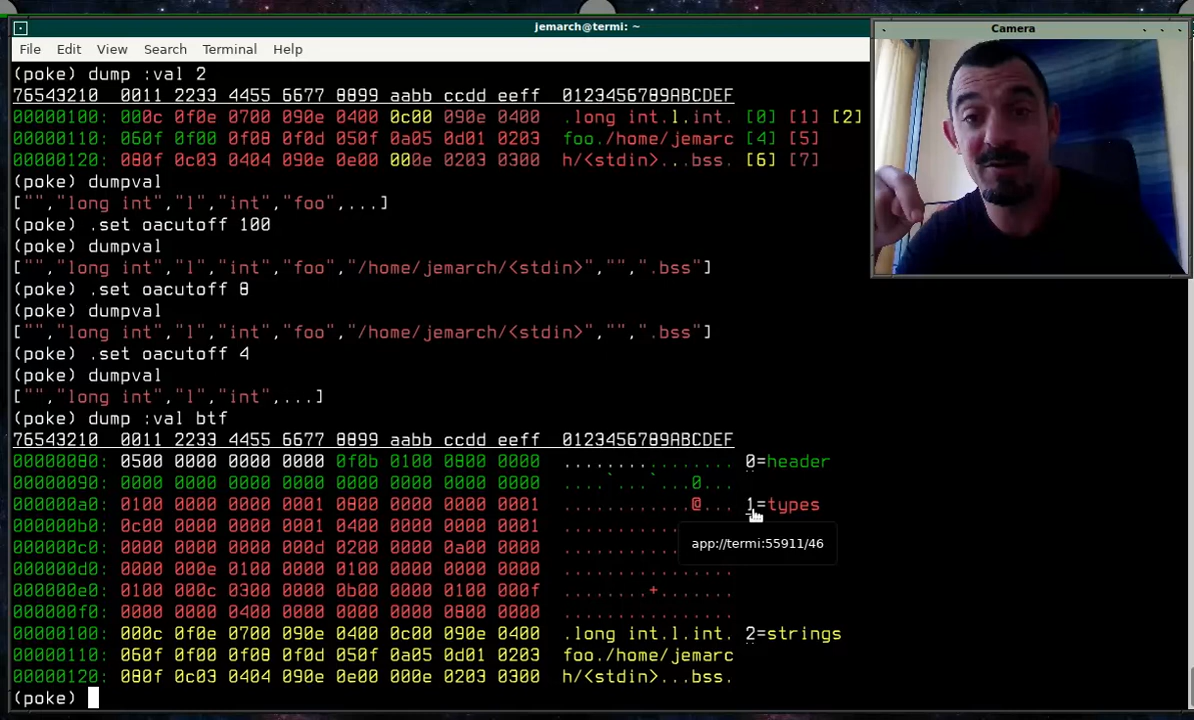 jemarch@termi: ~
Camera
File Edit View Search Terminal Help
(poke) dump :val 2
76543210 0011 2233 4455 6677 8899 aabb ccdd eeff 0123456789ABCDEF
00000100: 000c 0f0e 0700 090e 0400 0c00 090e 0400 .long int.l.int. [0] [1] [2]
00000110: 060f 0f00 0f08 0f0d 050f 0a05 0d01 0203 foo./home/jemarc [4] [5]
00000120: 080f 0c03 0404 090e 0e00 000e 0203 0300 h/<stdin>...bss. [6] [7]
(poke) dumpval
["","long int","l","int","foo",...]
(poke) .set oacutoff 100
(poke) dumpval
["","long int","l","int","foo","/home/jemarch/<stdin>","",".bss"]
(poke) .set oacutoff 8
(poke) dumpval
["","long int","l","int","foo","/home/jemarch/<stdin>","",".bss"]
(poke) .set oacutoff 4
(poke) dumpval
["","long int","l","int",...]
(poke) dump :val btf
76543210 0011 2233 4455 6677 8899 aabb ccdd eeff 0123456789ABCDEF
00000080: 0500 0000 0000 0000 0f0b 0100 0800 0000 ................ 0=header
00000090: 0000 0000 0000 0000 0000 0000 0000 0000 ....`...`...0...
000000a0: 0100 0000 0000 0001 0800 0000 0000 0001 ............@... 1=types
000000b0: 0c00 0000 0000 0001 0400 0000 0000 0001
000000c0: 0000 0000 0000 000d 0200 0000 0a00 0000
app://termi:55911/46
000000d0: 0000 000e 0100 0000 0100 0000 0000 0000 ................
000000e0: 0100 000c 0300 0000 0b00 0000 0100 000f ........+.......
000000f0: 0000 0000 0400 0000 0000 0000 0800 0000 ................
00000100: 000c 0f0e 0700 090e 0400 0c00 090e 0400 .long int.l.int. 2=strings
00000110: 060f 0f00 0f08 0f0d 050f 0a05 0d01 0203 foo./home/jemarc
00000120: 080f 0c03 0404 090e 0e00 000e 0203 0300 h/<stdin>...bss.
(poke)